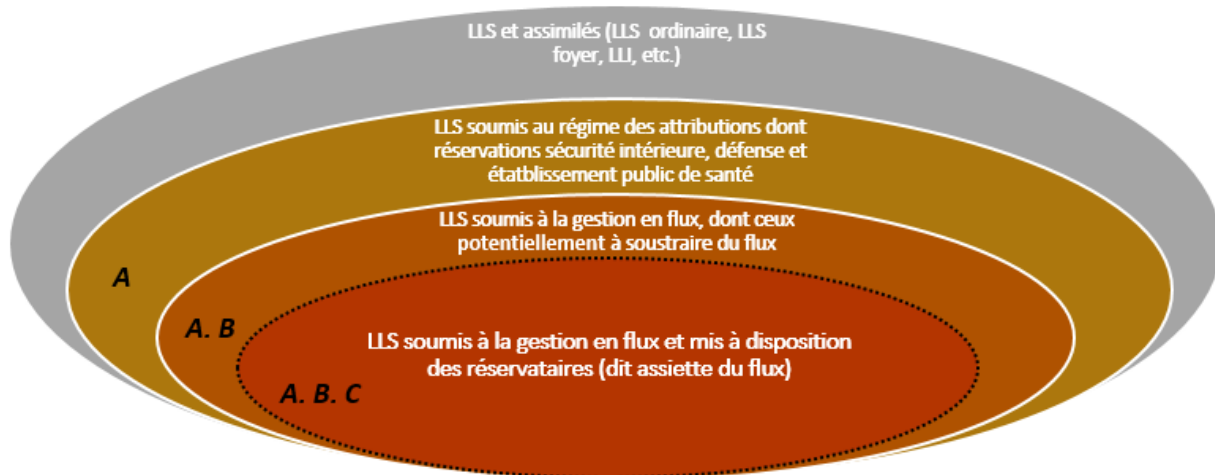 LLS et assimilés (LLS ordinaire, LLS
foyer, LLI, etc.)
LLS soumis au régime des attributions dont
réservations sécurité intérieure, défense et
étatblissement public de santé
LLS soumis à la gestion en flux, dont ceux
potentiellement à soustraire du flux
A
A. B
LLS soumis à la gestion en flux et mis à disposition
des réservataires (dit assiette du flux)
A. B. C